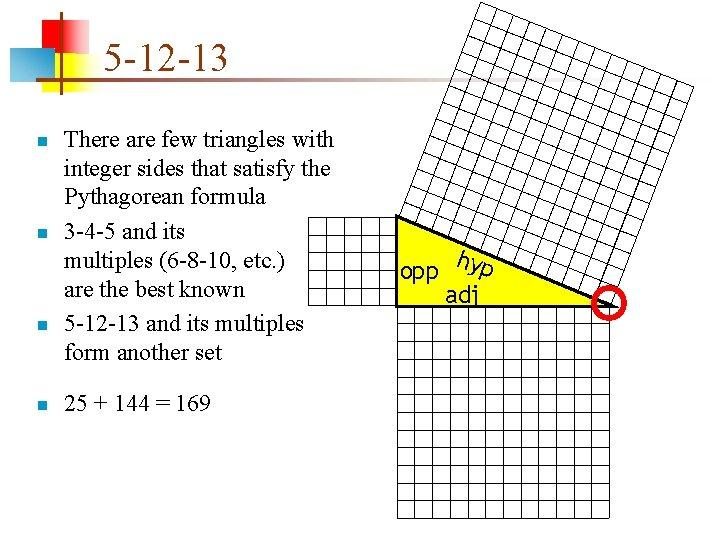 5-12-13
There are few triangles with
integer sides that satisfy the
Pythagorean formula
3-4-5 and its
multiples (6-8-10, etc.)
are the best known
5-12-13 and its multiples
form another set
25 + 144 = 169
opp hyp
adj